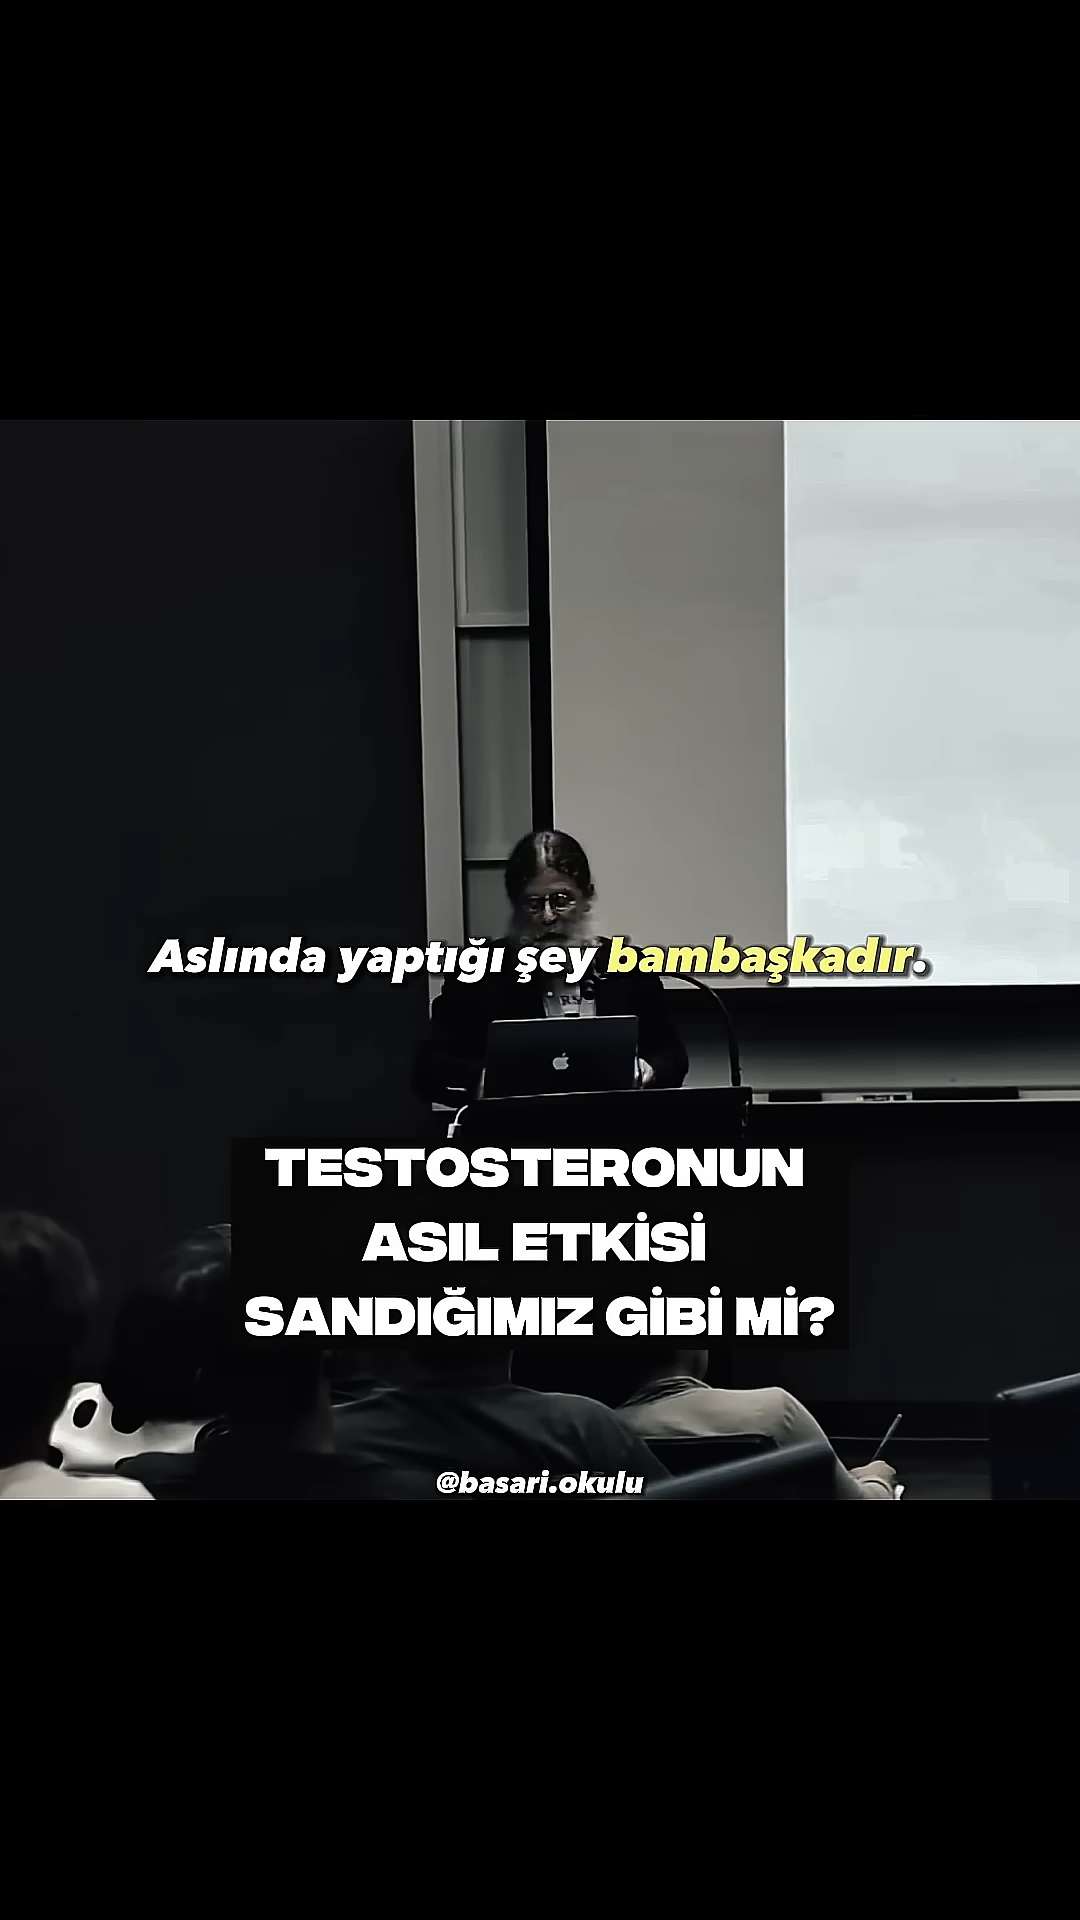 Aslında yaptığı şey bambaşkadır.
TESTOSTERONUN
ASIL ETKİSİ
SANDIĞIMIZ GİBİ Mİ?
@basari.okulu